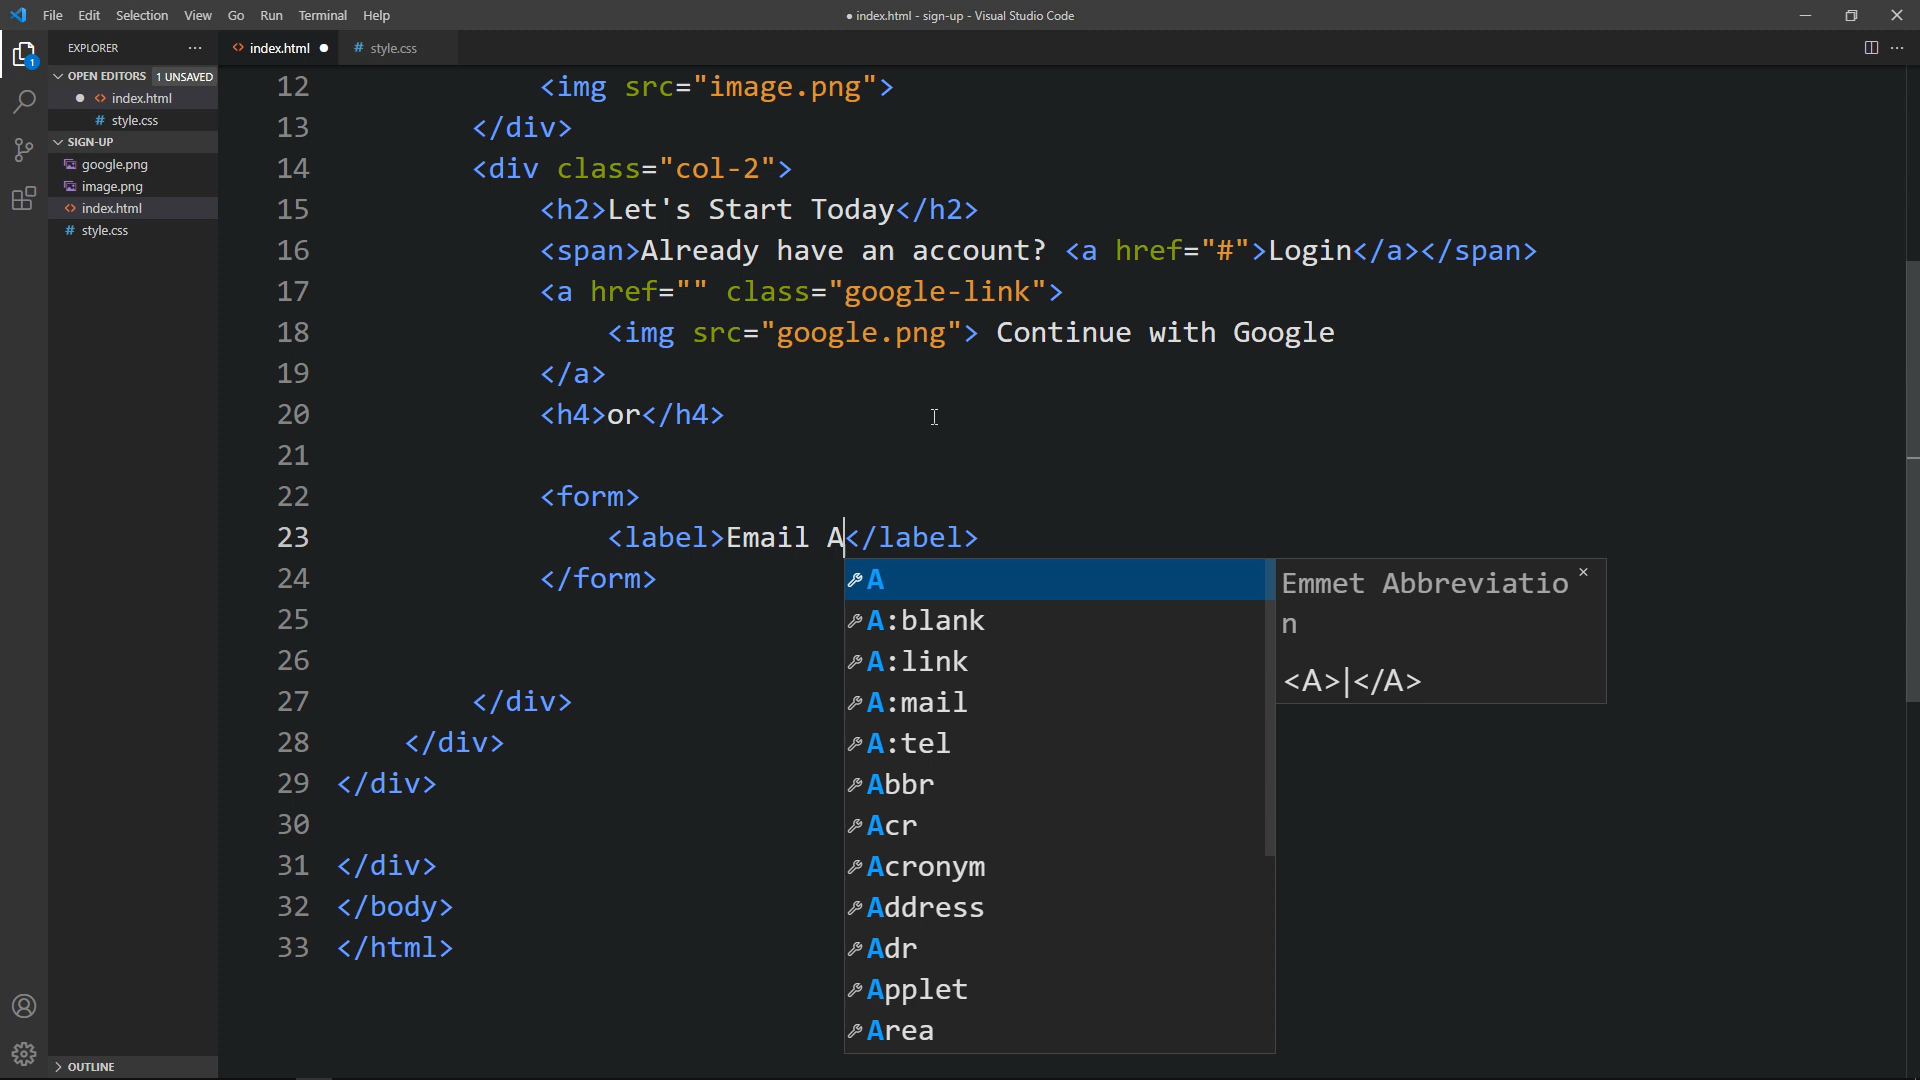 File Edit Selection View Go Run Terminal Help
● index.html - sign-up - Visual Studio Code
EXPLORER ···
<> index.html ●
# style.css
1
OPEN EDITORS 1 UNSAVED
● <> index.html
# style.css
SIGN-UP
google.png
image.png
<> index.html
# style.css
OUTLINE
12 <img src="image.png">
13 </div>
14 <div class="col-2">
15 <h2>Let's Start Today</h2>
16 <span>Already have an account? <a href="#">Login</a></span>
17 <a href="" class="google-link">
18 <img src="google.png"> Continue with Google
19 </a>
20 <h4>or</h4>
21
22 <form>
23 <label>Email A</label>
24 </form>
25
26
27 </div>
28 </div>
29 </div>
30
31 </div>
32 </body>
33 </html>
A
A:blank
A:link
A:mail
A:tel
Abbr
Acr
Acronym
Address
Adr
Applet
Area
Emmet Abbreviatio
n
<A>|</A>